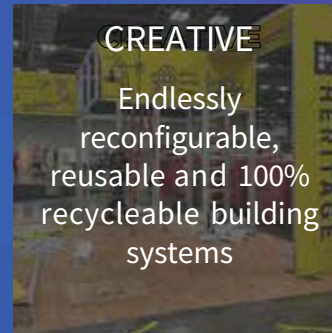 CREATIVE
Endlessly
reconfigurable,
reusable and 100%
recycleable building
systems